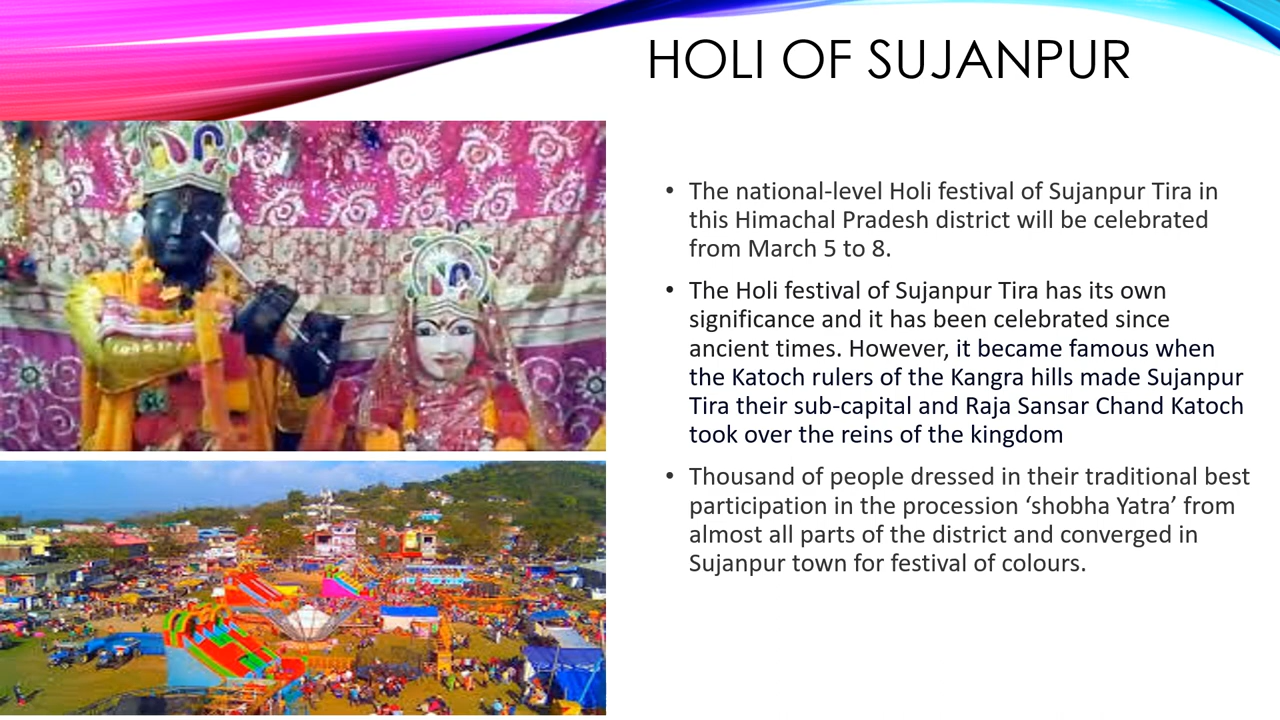 HOLI OF SUJANPUR
• The national-level Holi festival of Sujanpur Tira in
this Himachal Pradesh district will be celebrated
from March 5 to 8.
• The Holi festival of Sujanpur Tira has its own
significance and it has been celebrated since
ancient times. However, it became famous when
the Katoch rulers of the Kangra hills made Sujanpur
Tira their sub-capital and Raja Sansar Chand Katoch
took over the reins of the kingdom
• Thousand of people dressed in their traditional best
participation in the procession ‘shobha Yatra’ from
almost all parts of the district and converged in
Sujanpur town for festival of colours.